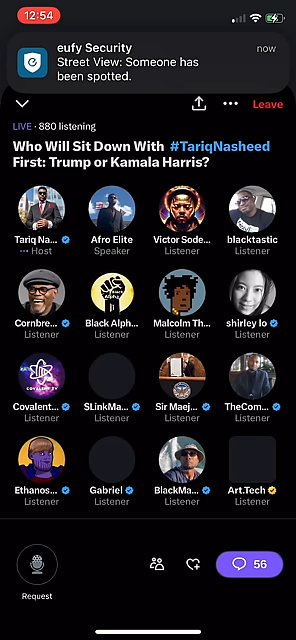 12:54
eufy Security
now
Street View: Someone has
been spotted.
Leave
LIVE · 880 listening
Who Will Sit Down With #TariqNasheed
First: Trump or Kamala Harris?
Tariq Na...
Afro Elite
Victor Sode...
blacktastic
Host
Speaker
Listener
Listener
Cornbre...
Black Alph...
Malcolm Th...
shirley lo
Listener
Listener
Listener
Listener
Covalent...
SLinkMa...
Sir Maej...
TheCom...
Listener
Listener
Listener
Listener
Ethanos...
Gabriel
BlackMa...
Art.Tech
Listener
Listener
Listener
Listener
56
Request